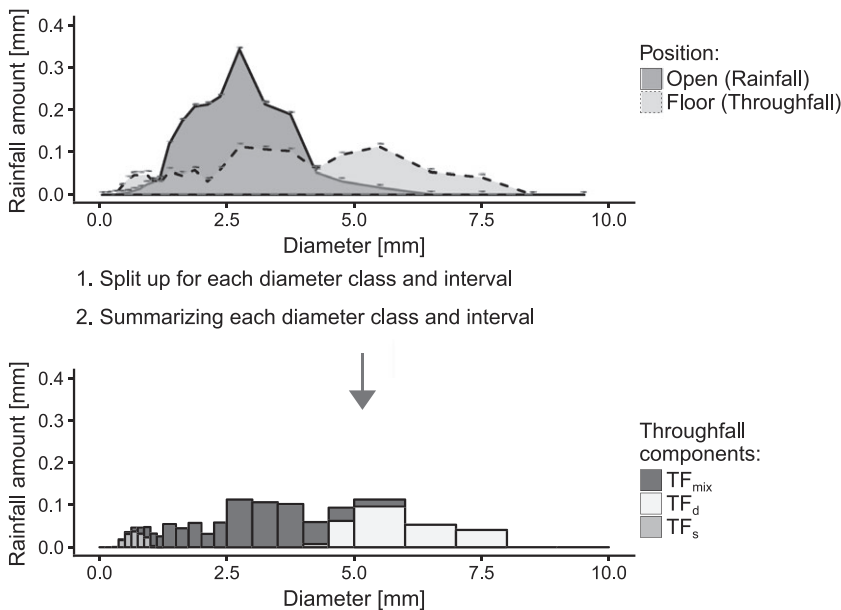 Rainfall amount [mm]
0.4
0.3
0.2
0.1
0.0
0.0 2.5 5.0 7.5 10.0
Diameter [mm]
Position:
Open (Rainfall)
Floor (Throughfall)
1. Split up for each diameter class and interval
2. Summarizing each diameter class and interval
Rainfall amount [mm]
0.4
0.3
0.2
0.1
0.0
0.0 2.5 5.0 7.5 10.0
Diameter [mm]
Throughfall
components:
TFmix
TFd
TFs